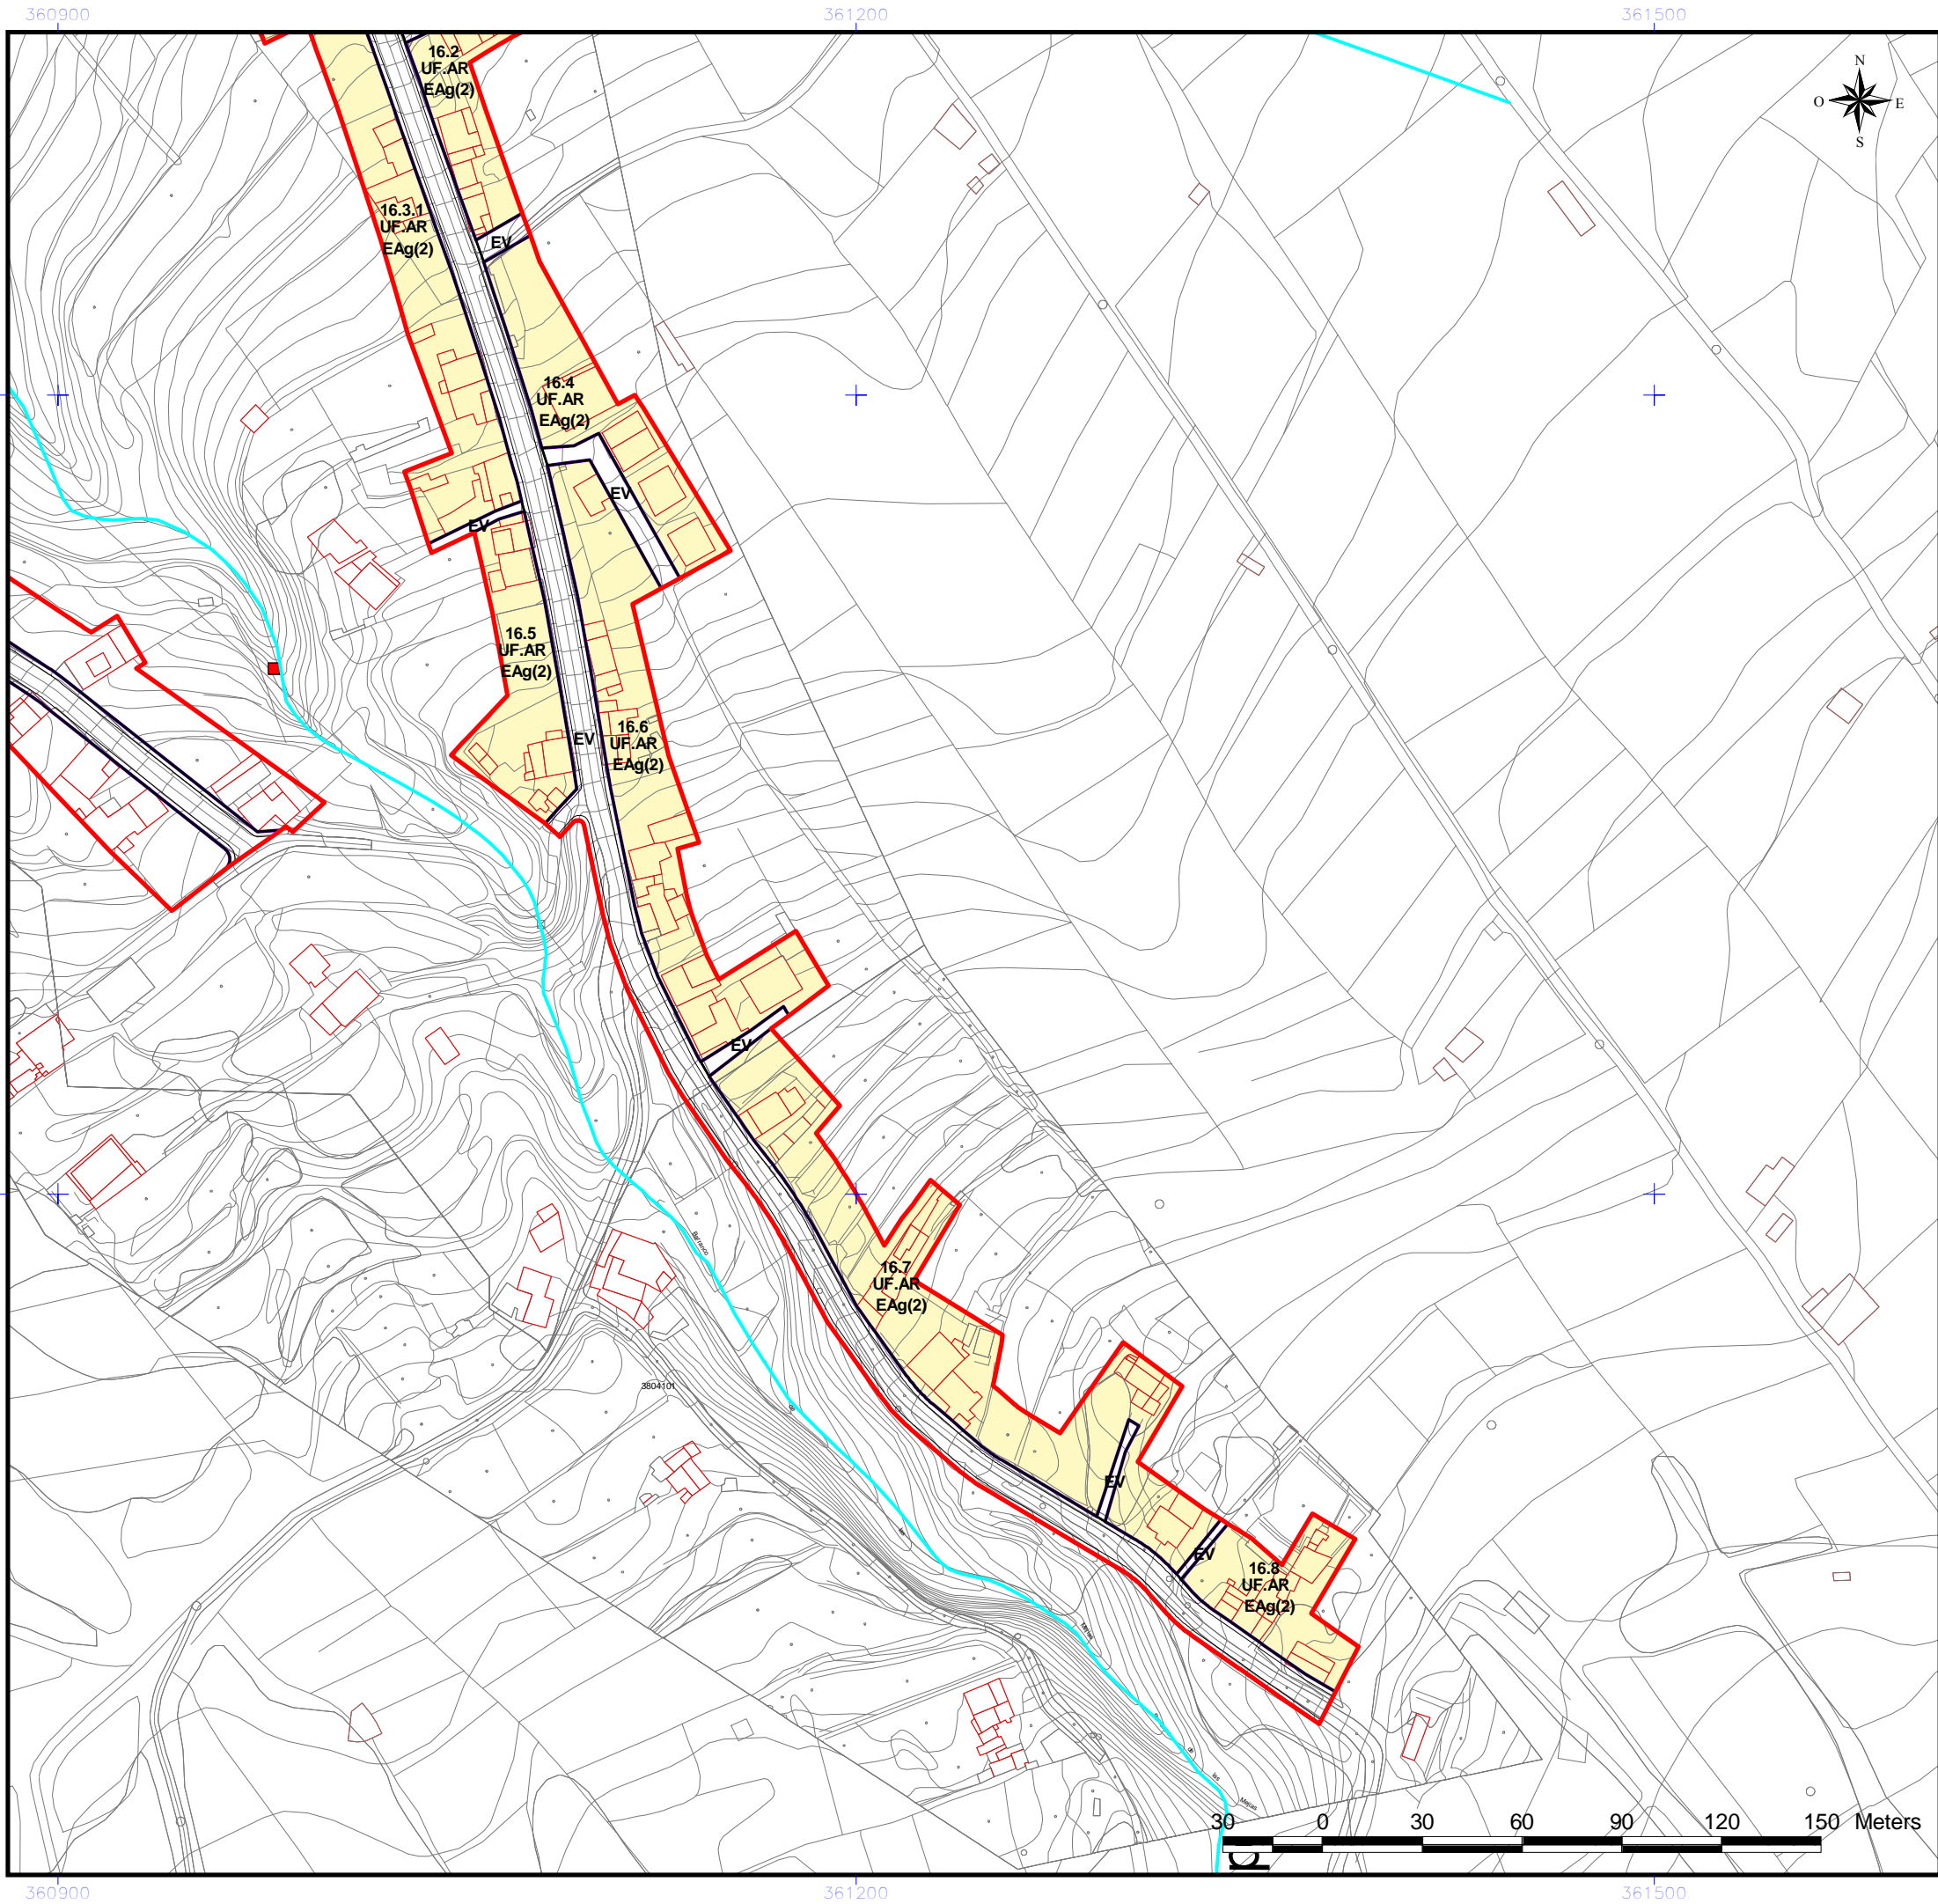 360900
361200
361500
N
O
E
S
16.2
UF.AR
EAg(2)
16.3.1
UF.AR
EAg(2)
EV
16.4
UF.AR
EAg(2)
EV
EV
16.5
UF.AR
EAg(2)
16.6
UF.AR
EAg(2)
EV
EV
Barranco
16.7
UF.AR
EAg(2)
3804101
EV
EV
16.8
UF.AR
EAg(2)
las
Mejias
30
0
30
60
90
120
150
Meters
360900
361200
361500